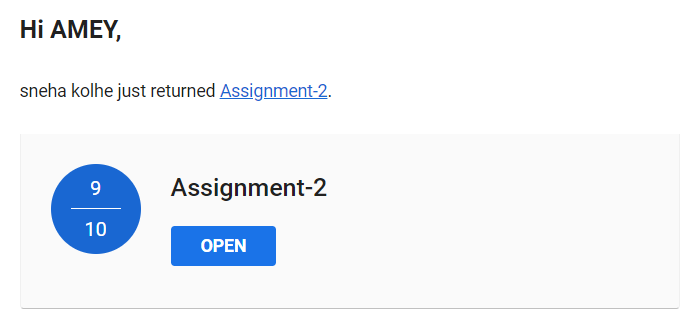 Hi AMEY,
sneha kolhe just returned Assignment-2.
9
10
Assignment-2
OPEN